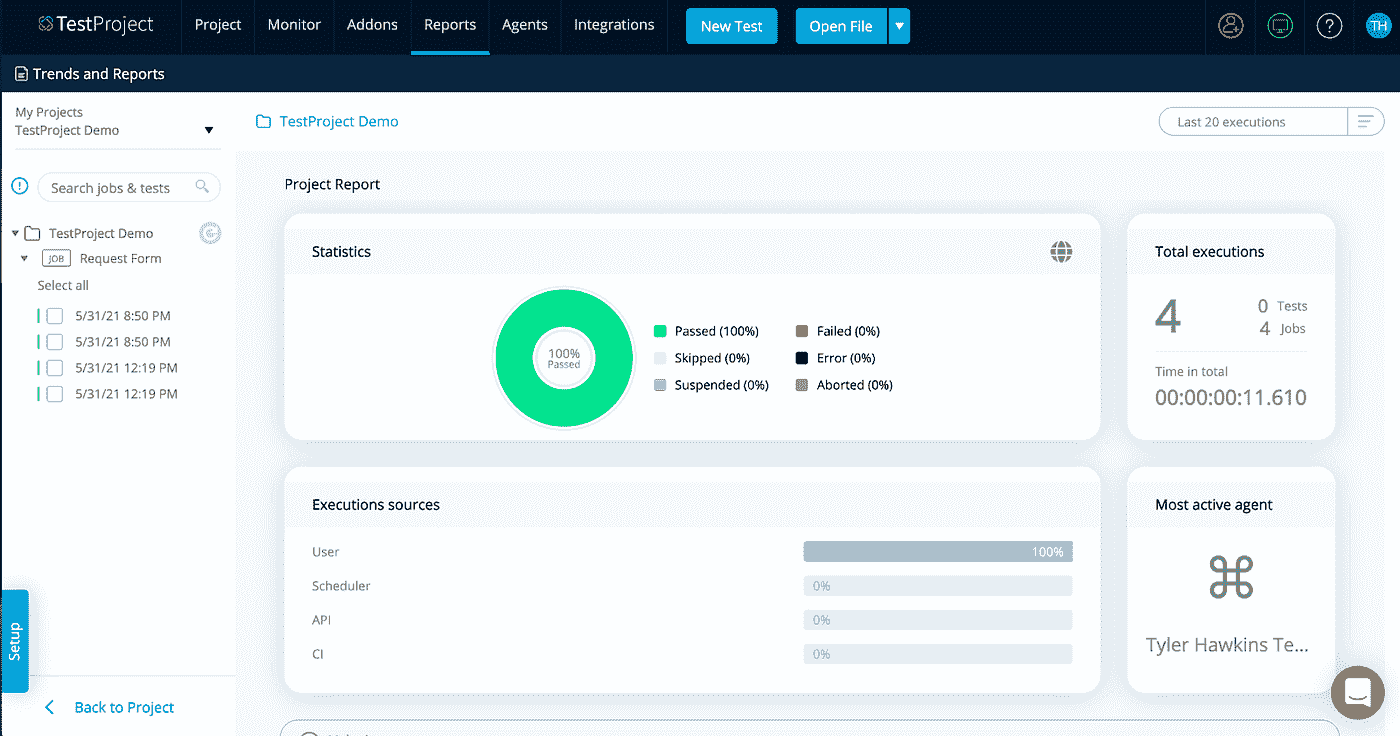 TestProject
Project Monitor Addons Reports Agents Integrations New Test Open File TH
Trends and Reports
My Projects
TestProject Demo
TestProject Demo
Last 20 executions
Search jobs & tests
TestProject Demo
JOB Request Form
Select all
5/31/21 8:50 PM
5/31/21 8:50 PM
5/31/21 12:19 PM
5/31/21 12:19 PM
Setup
Back to Project
Project Report
Statistics
100%
Passed
Passed (100%) Failed (0%)
Skipped (0%) Error (0%)
Suspended (0%) Aborted (0%)
Total executions
4
0 Tests
4 Jobs
Time in total
00:00:00:11.610
Executions sources
User 100%
Scheduler 0%
API 0%
CI 0%
Most active agent
Tyler Hawkins Te...